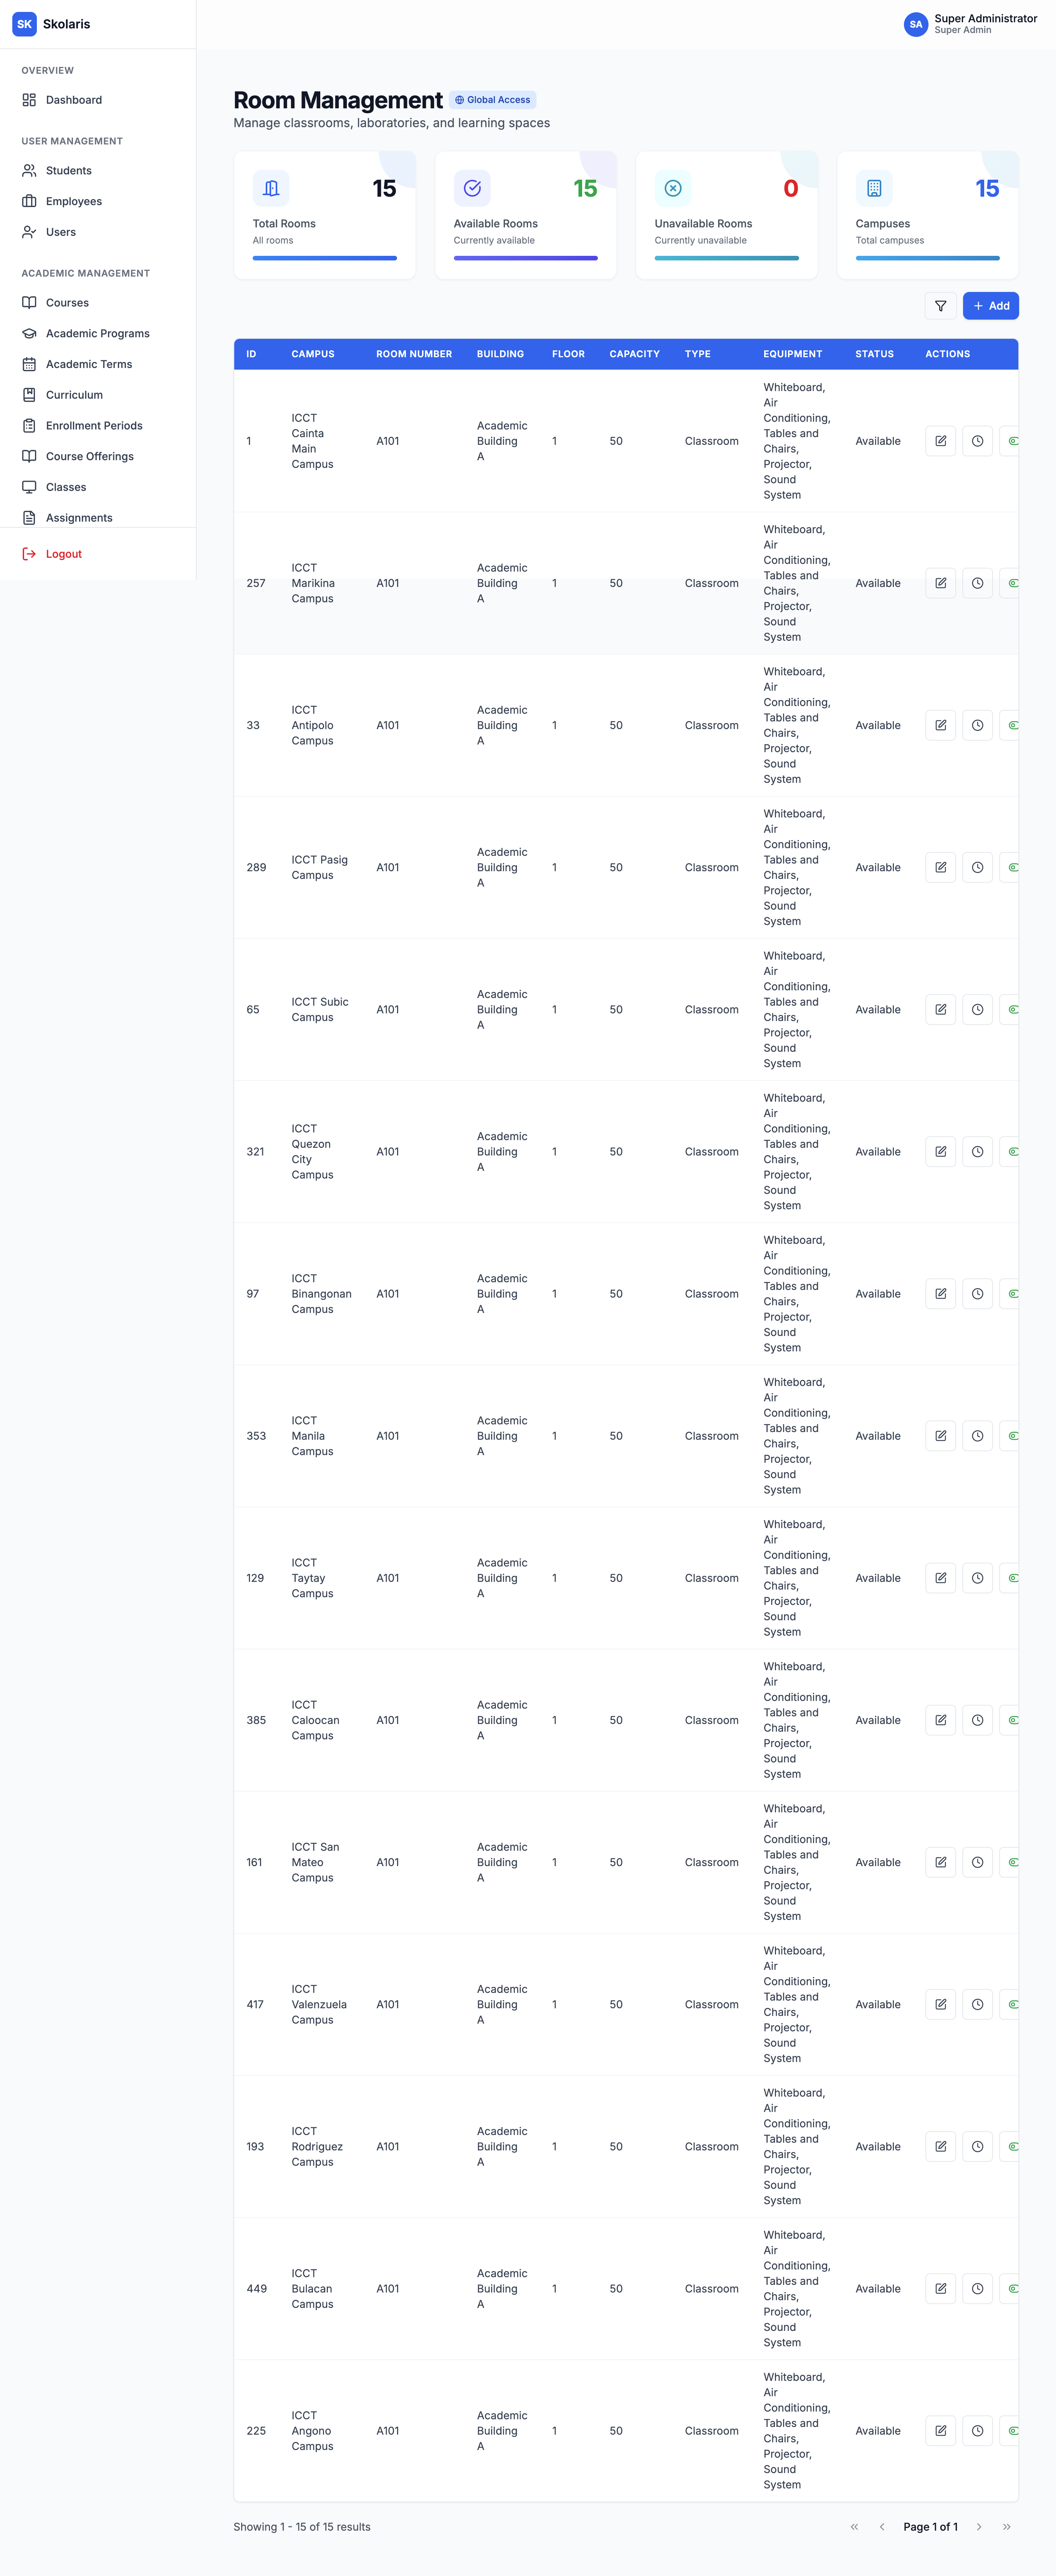 SK Skolaris
SA Super Administrator
Super Admin
OVERVIEW
Dashboard
USER MANAGEMENT
Students
Employees
Users
ACADEMIC MANAGEMENT
Courses
Academic Programs
Academic Terms
Curriculum
Enrollment Periods
Course Offerings
Classes
Assignments
Logout
Room Management Global Access
Manage classrooms, laboratories, and learning spaces
15
Total Rooms
All rooms
15
Available Rooms
Currently available
0
Unavailable Rooms
Currently unavailable
15
Campuses
Total campuses
Add
ID CAMPUS ROOM NUMBER BUILDING FLOOR CAPACITY TYPE EQUIPMENT STATUS ACTIONS
1 ICCT Cainta Main Campus A101 Academic Building A 1 50 Classroom Whiteboard, Air Conditioning, Tables and Chairs, Projector, Sound System Available
257 ICCT Marikina Campus A101 Academic Building A 1 50 Classroom Whiteboard, Air Conditioning, Tables and Chairs, Projector, Sound System Available
33 ICCT Antipolo Campus A101 Academic Building A 1 50 Classroom Whiteboard, Air Conditioning, Tables and Chairs, Projector, Sound System Available
289 ICCT Pasig Campus A101 Academic Building A 1 50 Classroom Whiteboard, Air Conditioning, Tables and Chairs, Projector, Sound System Available
65 ICCT Subic Campus A101 Academic Building A 1 50 Classroom Whiteboard, Air Conditioning, Tables and Chairs, Projector, Sound System Available
321 ICCT Quezon City Campus A101 Academic Building A 1 50 Classroom Whiteboard, Air Conditioning, Tables and Chairs, Projector, Sound System Available
97 ICCT Binangonan Campus A101 Academic Building A 1 50 Classroom Whiteboard, Air Conditioning, Tables and Chairs, Projector, Sound System Available
353 ICCT Manila Campus A101 Academic Building A 1 50 Classroom Whiteboard, Air Conditioning, Tables and Chairs, Projector, Sound System Available
129 ICCT Taytay Campus A101 Academic Building A 1 50 Classroom Whiteboard, Air Conditioning, Tables and Chairs, Projector, Sound System Available
385 ICCT Caloocan Campus A101 Academic Building A 1 50 Classroom Whiteboard, Air Conditioning, Tables and Chairs, Projector, Sound System Available
161 ICCT San Mateo Campus A101 Academic Building A 1 50 Classroom Whiteboard, Air Conditioning, Tables and Chairs, Projector, Sound System Available
417 ICCT Valenzuela Campus A101 Academic Building A 1 50 Classroom Whiteboard, Air Conditioning, Tables and Chairs, Projector, Sound System Available
193 ICCT Rodriguez Campus A101 Academic Building A 1 50 Classroom Whiteboard, Air Conditioning, Tables and Chairs, Projector, Sound System Available
449 ICCT Bulacan Campus A101 Academic Building A 1 50 Classroom Whiteboard, Air Conditioning, Tables and Chairs, Projector, Sound System Available
225 ICCT Angono Campus A101 Academic Building A 1 50 Classroom Whiteboard, Air Conditioning, Tables and Chairs, Projector, Sound System Available
Showing 1 - 15 of 15 results
Page 1 of 1